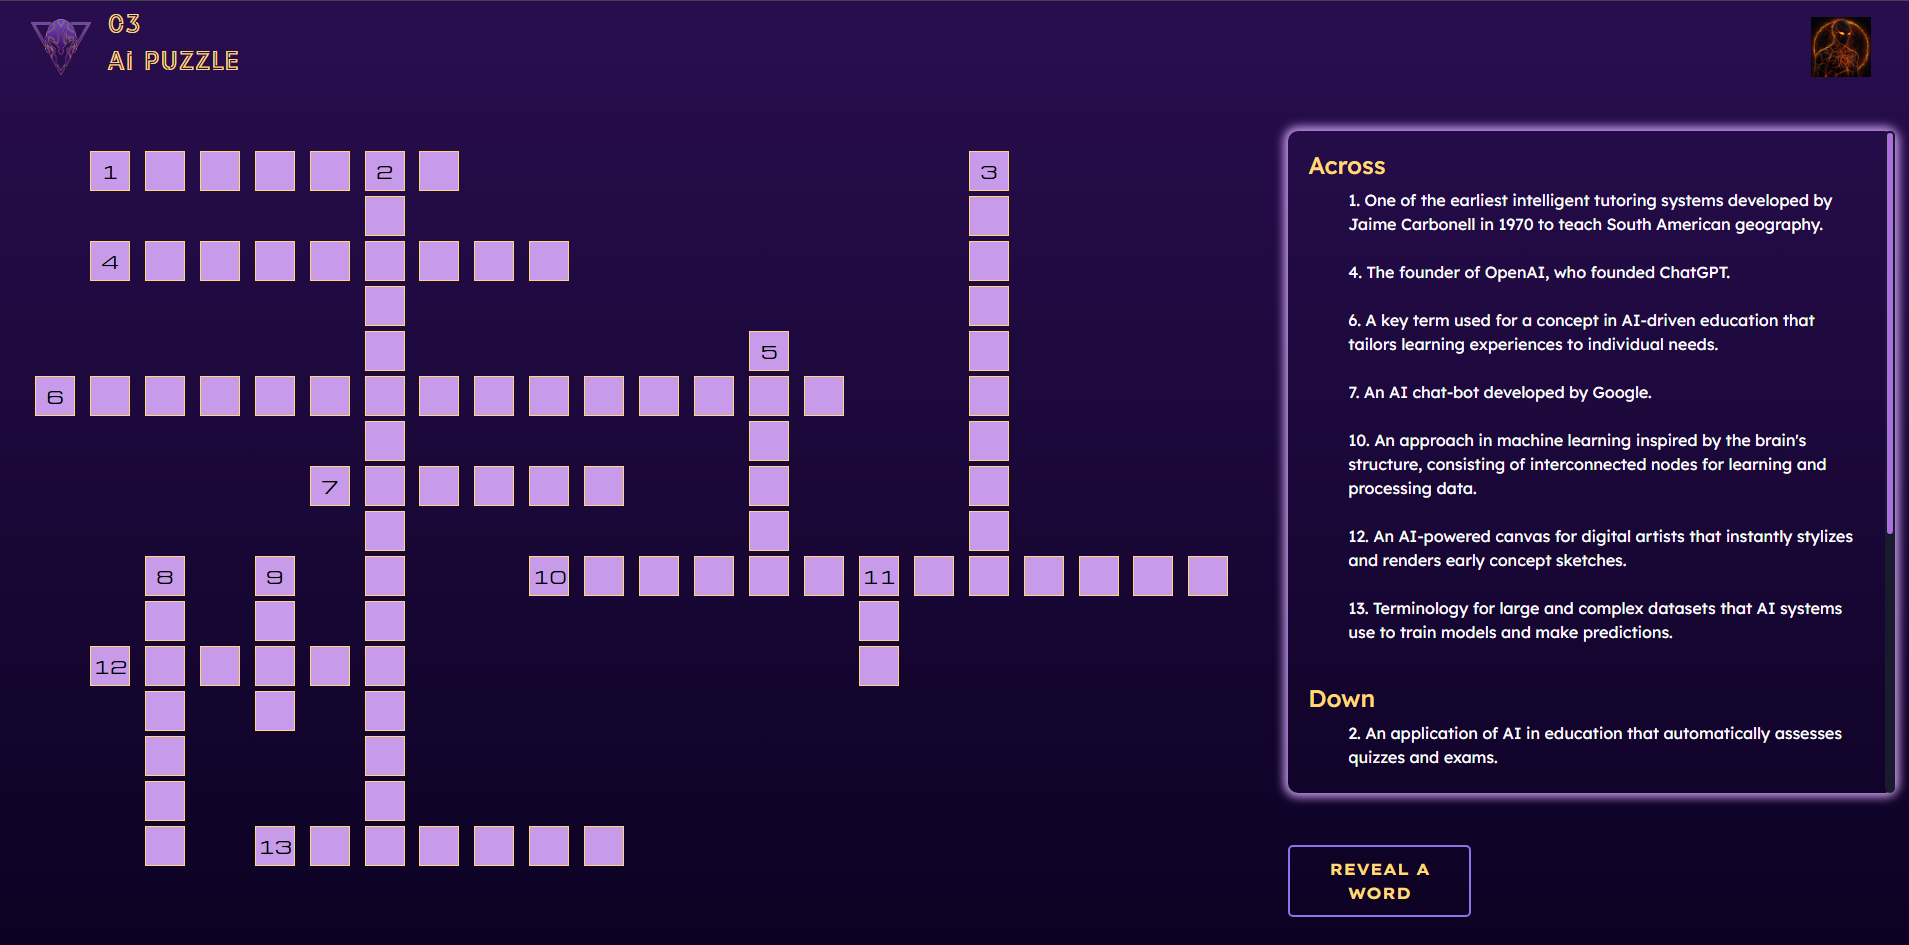 03
Ai PUZZLE
1
2
3
4
5
6
7
8
9
10
11
12
13
Across
1. One of the earliest intelligent tutoring systems developed by
Jaime Carbonell in 1970 to teach South American geography.
4. The founder of OpenAI, who founded ChatGPT.
6. A key term used for a concept in AI-driven education that
tailors learning experiences to individual needs.
7. An AI chat-bot developed by Google.
10. An approach in machine learning inspired by the brain's
structure, consisting of interconnected nodes for learning and
processing data.
12. An AI-powered canvas for digital artists that instantly stylizes
and renders early concept sketches.
13. Terminology for large and complex datasets that AI systems
use to train models and make predictions.
Down
2. An application of AI in education that automatically assesses
quizzes and exams.
REVEAL A
WORD